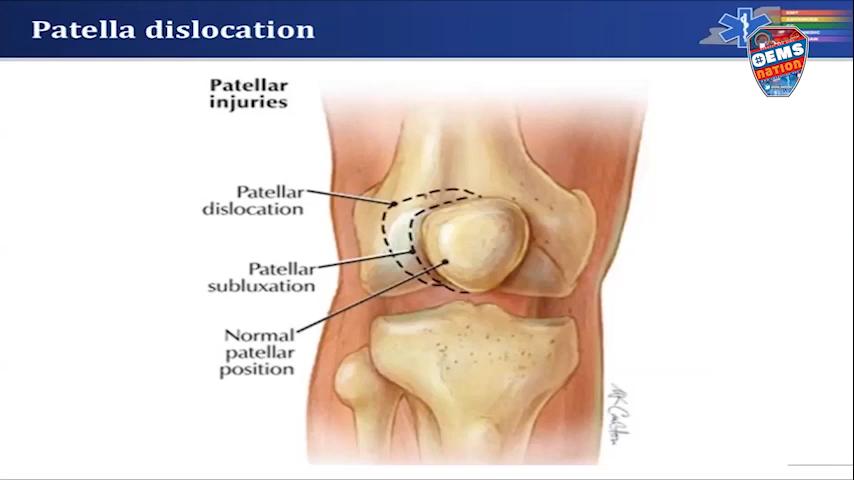 Patella dislocation
OEMS
NATION
Patellar
injuries
Patellar
dislocation
Patellar
subluxation
Normal
patellar
position